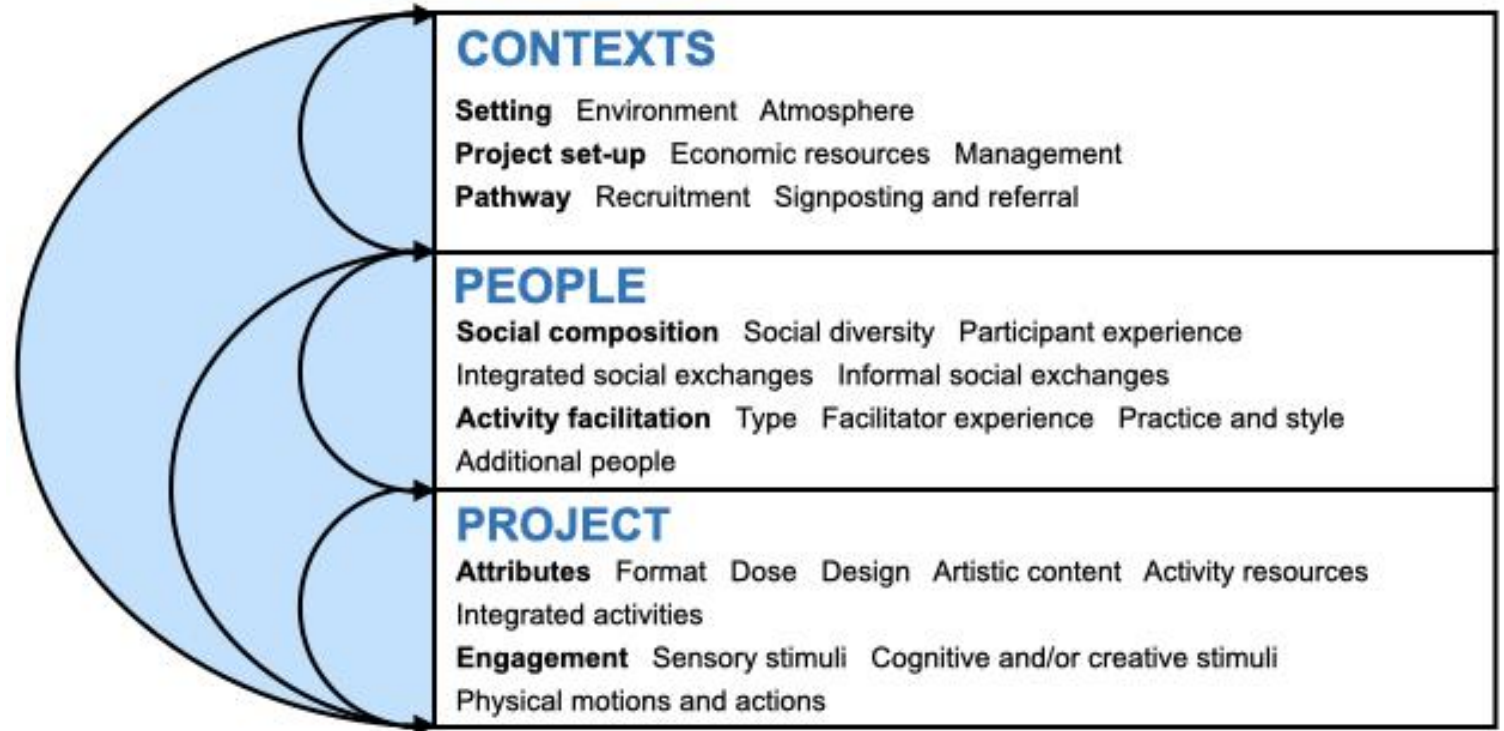 CONTEXTS
Setting Environment Atmosphere
Project set-up Economic resources Management
Pathway Recruitment Signposting and referral
PEOPLE
Social composition Social diversity Participant experience
Integrated social exchanges Informal social exchanges
Activity facilitation Type Facilitator experience Practice and style
Additional people
PROJECT
Attributes Format Dose Design Artistic content Activity resources
Integrated activities
Engagement Sensory stimuli Cognitive and/or creative stimuli
Physical motions and actions